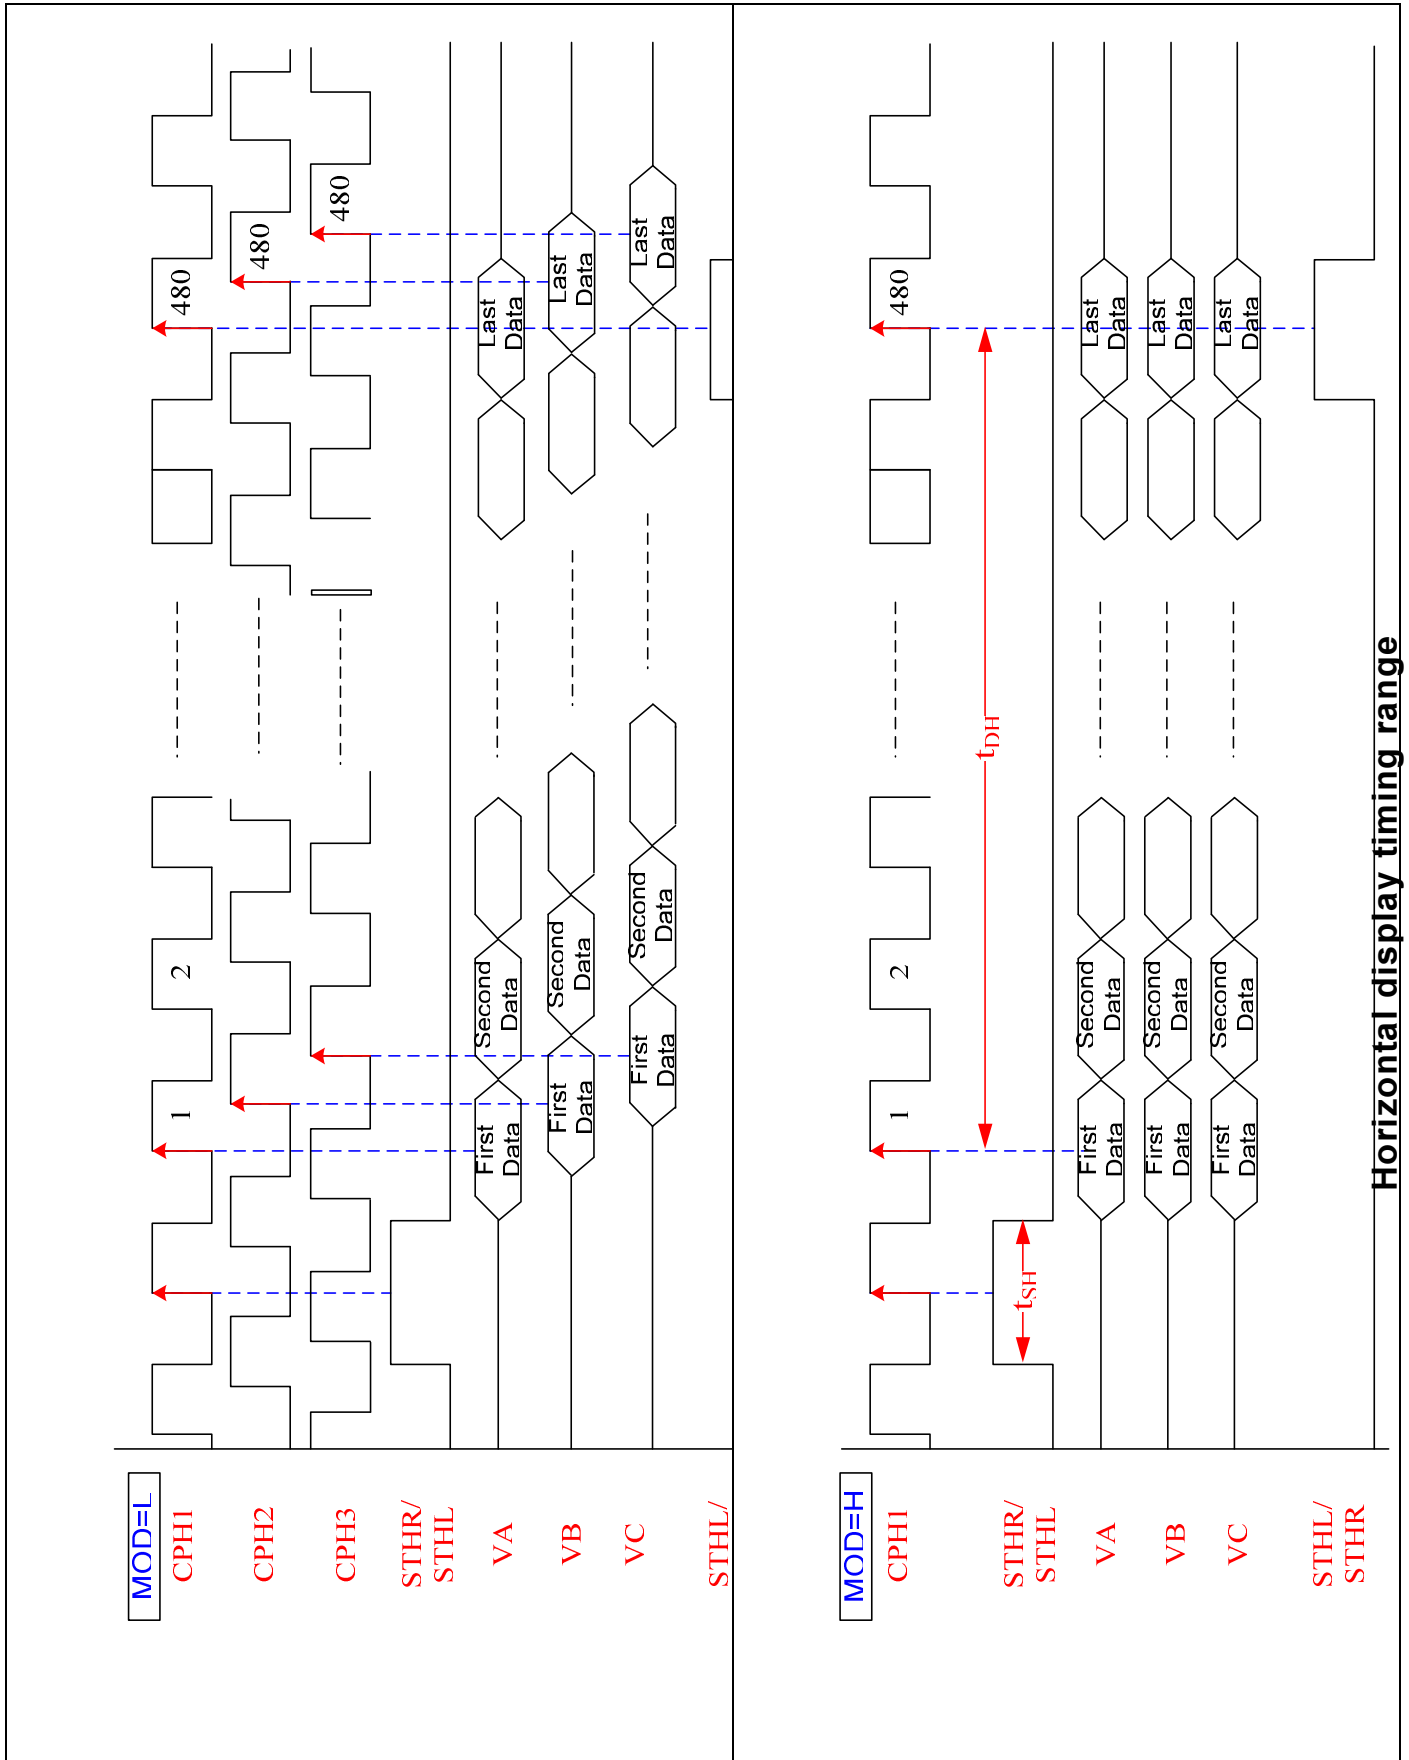 MOD=L
CPH1
1
2
480
CPH2
480
CPH3
480
STHR/
STHL
VA
First
Data
Second
Data
Last
Data
VB
First
Data
Second
Data
Last
Data
VC
First
Data
Second
Data
Last
Data
STHL/
MOD=H
CPH1
1
2
480
tDH
STHR/
STHL
tSH
VA
First
Data
Second
Data
Last
Data
VB
First
Data
Second
Data
Last
Data
VC
First
Data
Second
Data
Last
Data
STHL/
STHR
Horizontal display timing range